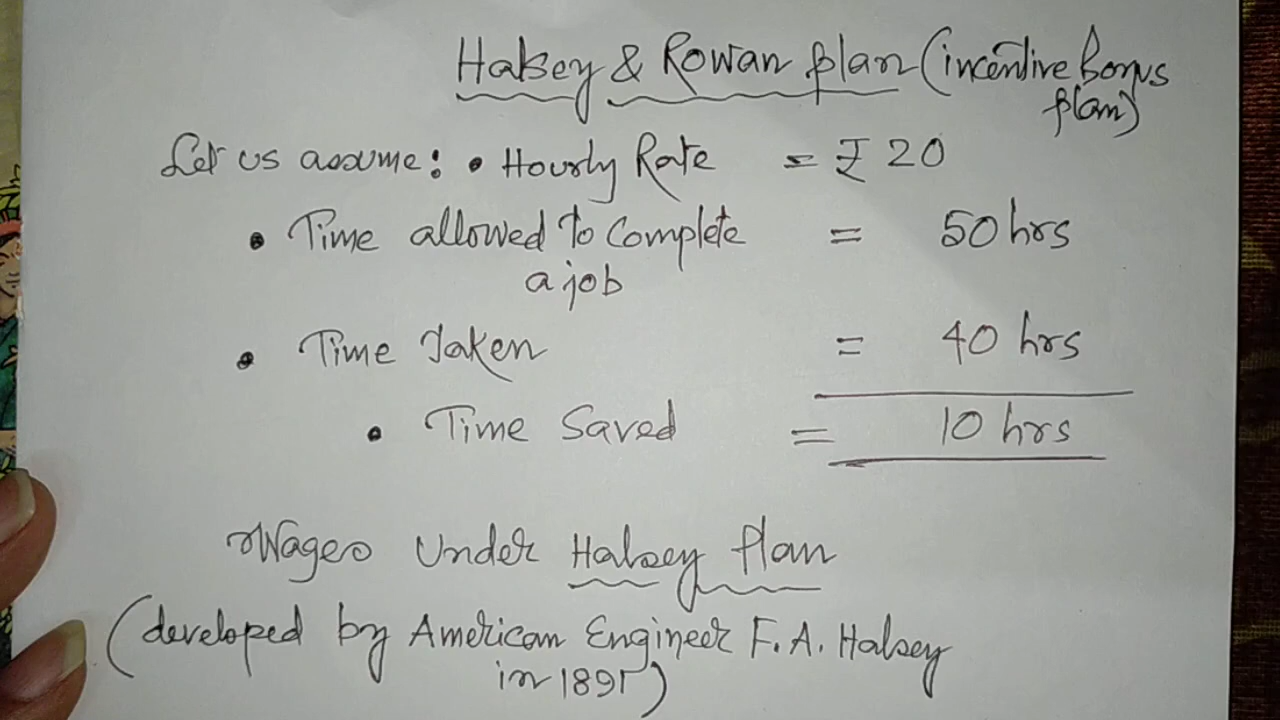 Halsey & Rowan plan (incentive Bonus
plan)
Let us assume: • Hourly Rate = ₹ 20
• Time allowed to Complete = 50 hrs
a job
• Time Taken = 40 hrs
• Time Saved = 10 hrs
Wages Under Halsey Plan
(developed by American Engineer F.A. Halsey
in 1891)